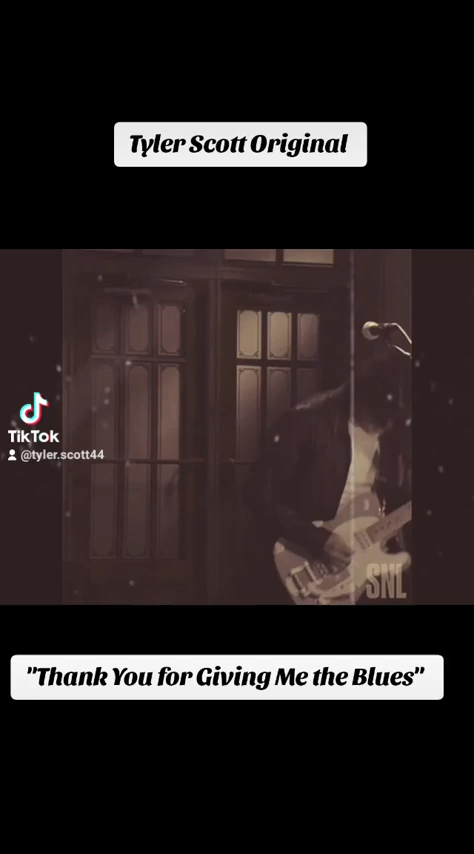 Tyler Scott Original
TikTok
@tyler.scott44
SNL
"Thank You for Giving Me the Blues"